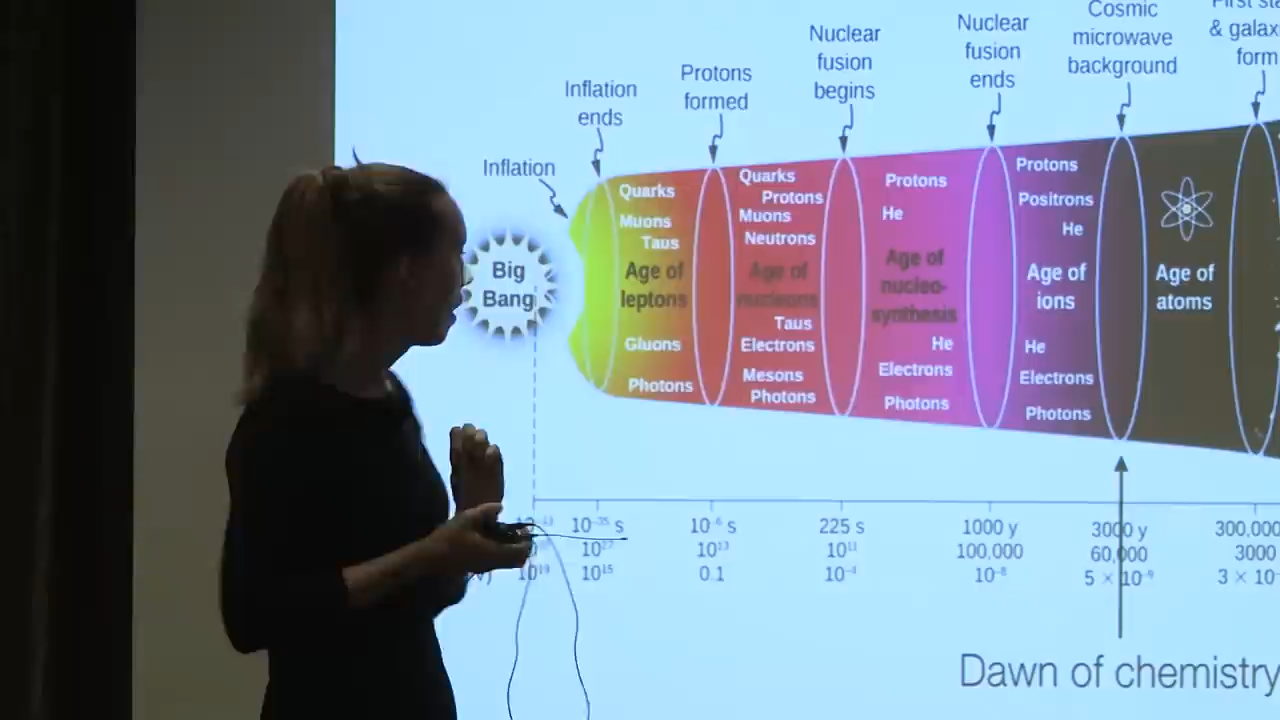 First
& galax
form
Cosmic
microwave
background
Nuclear
fusion
ends
Nuclear
fusion
begins
Protons
formed
Inflation
ends
Inflation
Big
Bang
Quarks
Muons
Taus
Age of
leptons
Gluons
Photons
Quarks
Protons
Muons
Neutrons
Age of
nucleons
Taus
Electrons
Mesons
Photons
Protons
He
Age of
nucleo-
synthesis
He
Electrons
Photons
Protons
Positrons
He
Age of
ions
He
Electrons
Photons
Age of
atoms
10⁻³⁵ s
10⁻⁶ s
225 s
1000 y
3000 y
300,000
10²⁷
10¹³
10¹¹
100,000
60,000
3000
10¹⁹
10¹⁵
0.1
10⁻⁴
10⁻⁸
5 × 10⁻⁹
3 × 10⁻
Dawn of chemistry